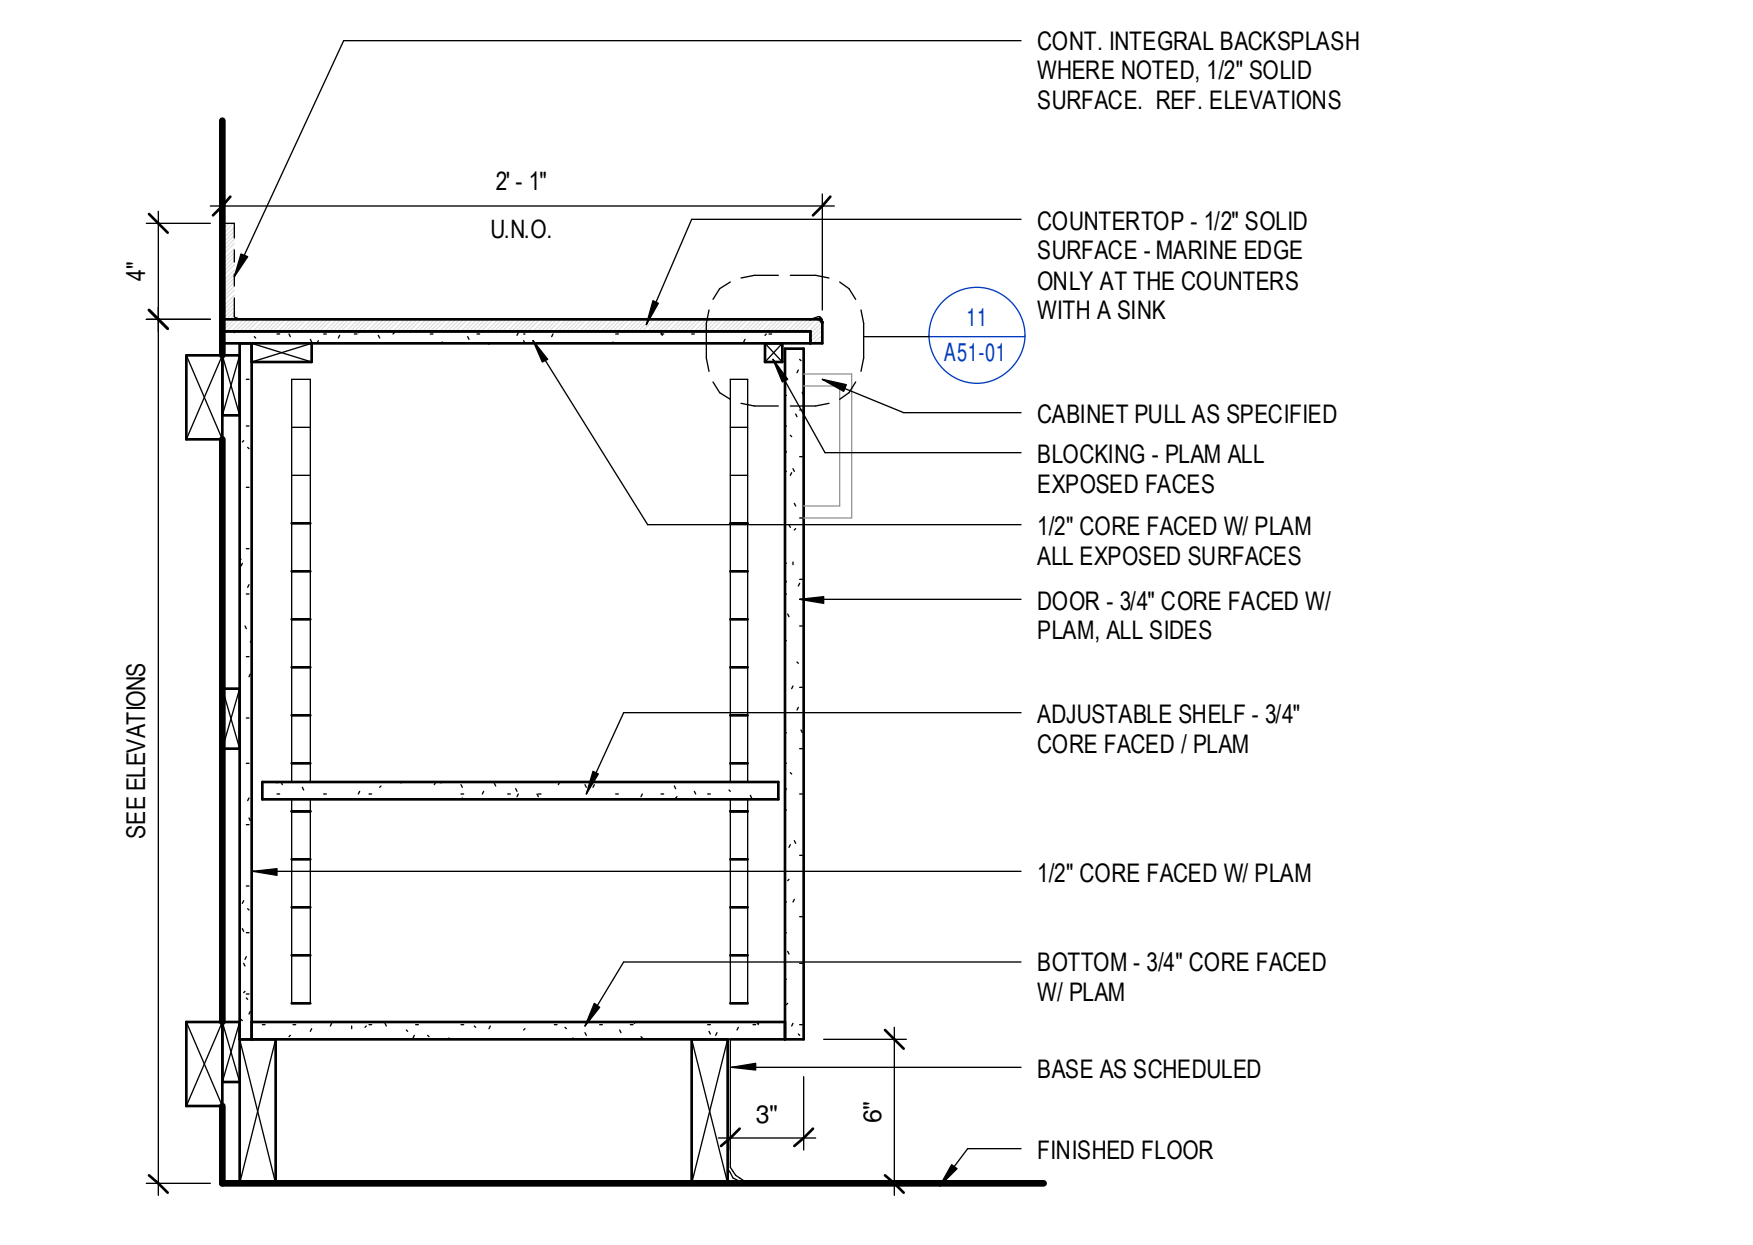 CONT. INTEGRAL BACKSPLASH
WHERE NOTED, 1/2" SOLID
SURFACE.  REF. ELEVATIONS
2' - 1"
U.N.O.
4"
COUNTERTOP - 1/2" SOLID
SURFACE - MARINE EDGE
ONLY AT THE COUNTERS
WITH A SINK
11
A51-01
CABINET PULL AS SPECIFIED
BLOCKING - PLAM ALL
EXPOSED FACES
1/2" CORE FACED W/ PLAM
ALL EXPOSED SURFACES
DOOR - 3/4" CORE FACED W/
PLAM, ALL SIDES
SEE ELEVATIONS
ADJUSTABLE SHELF - 3/4"
CORE FACED / PLAM
1/2" CORE FACED W/ PLAM
BOTTOM - 3/4" CORE FACED
W/ PLAM
BASE AS SCHEDULED
3"
6"
FINISHED FLOOR